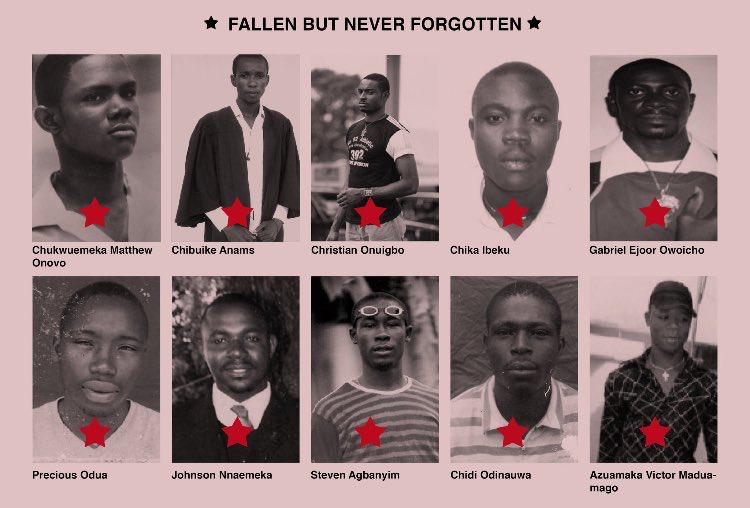 FALLEN BUT NEVER FORGOTTEN
Chukwuemeka Matthew
Onovo
Chibuike Anams
Christian Onuigbo
392
Chika Ibeku
Gabriel Ejoor Owoicho
Precious Odua
Johnson Nnaemeka
Steven Agbanyim
Chidi Odinauwa
Azuamaka Victor Madua-
mago